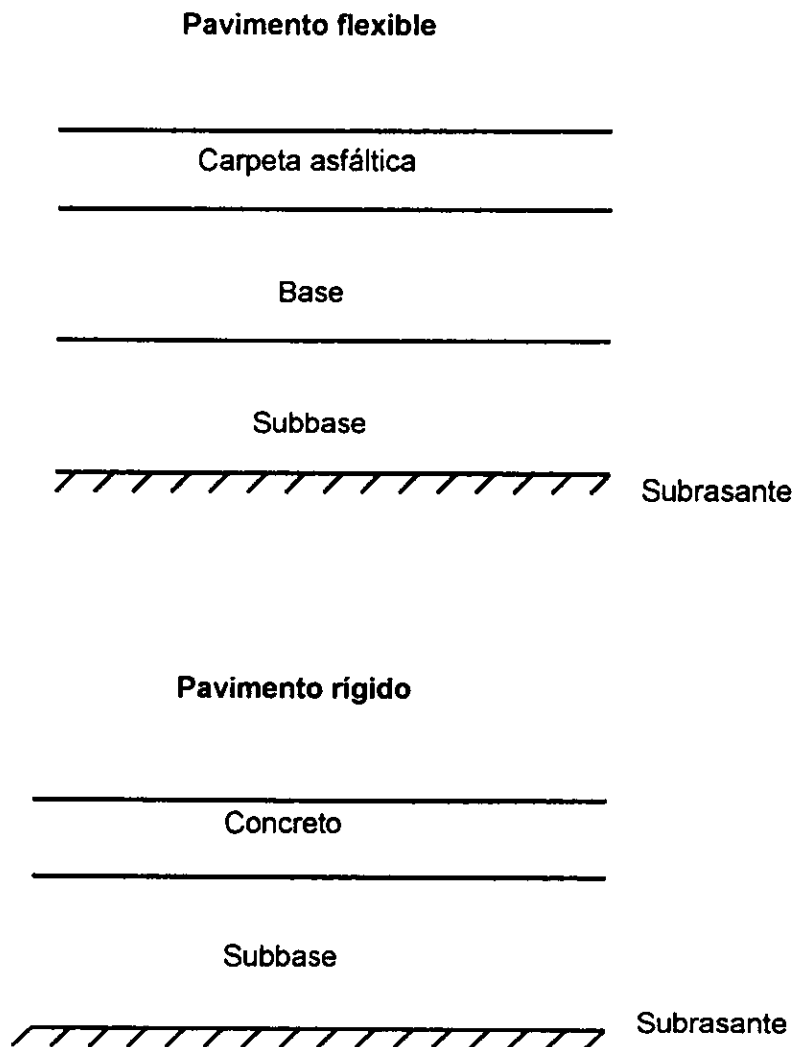 Pavimento flexible
Carpeta asfáltica
Base
Subbase
Subrasante
Pavimento rígido
Concreto
Subbase
Subrasante